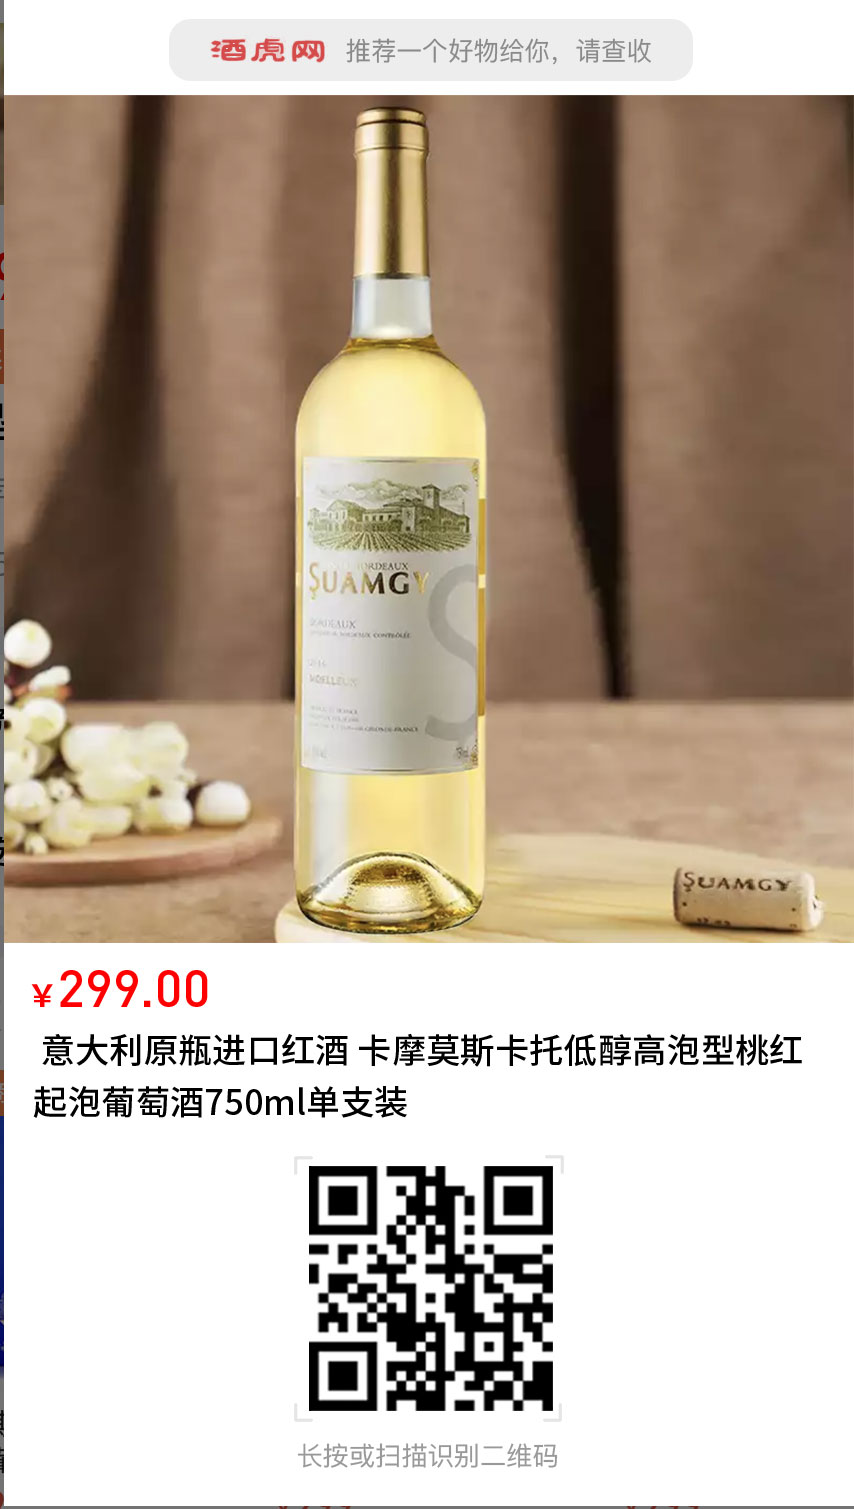 酒虎网 推荐一个好物给你，请查收
BORDEAUX
ŞUAMGY
BORDEAUX
MOELLEUX
ŞUAMGY
¥299.00
意大利原瓶进口红酒 卡摩莫斯卡托低醇高泡型桃红
起泡葡萄酒750ml单支装
长按或扫描识别二维码